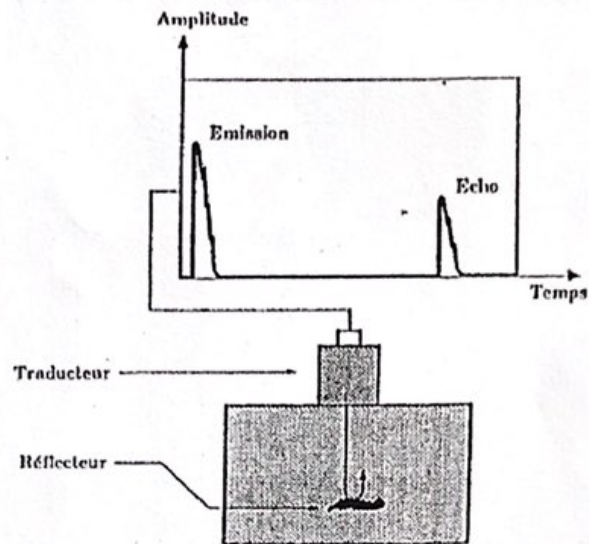 Amplitude
Emission
Echo
Temps
Traducteur
Réflecteur